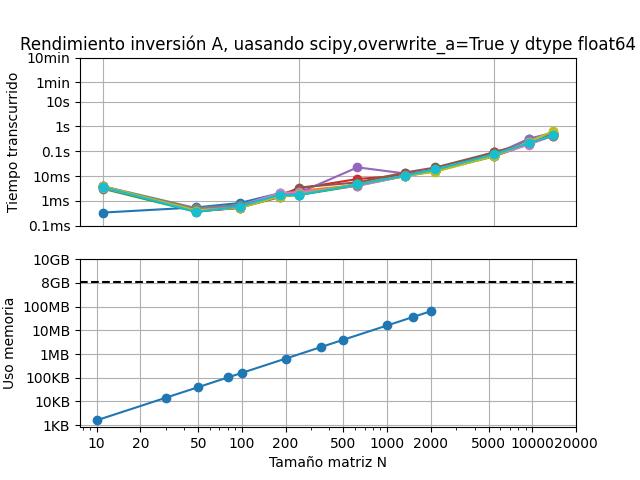 Rendimiento inversión A, uasando scipy,overwrite_a=True y dtype float64
10min
1min
10s
1s
0.1s
10ms
1ms
0.1ms
Tiempo transcurrido
10GB
8GB
100MB
10MB
1MB
100KB
10KB
1KB
Uso memoria
10 20 50 100 200 500 1000 2000 5000 10000 20000
Tamaño matriz N